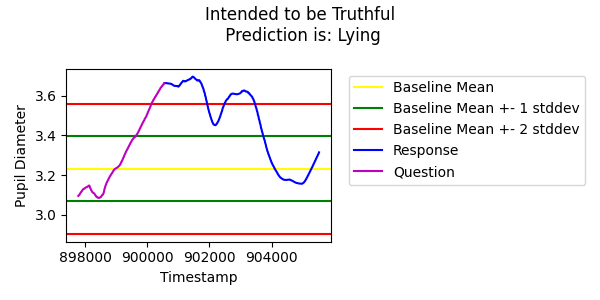 Intended to be Truthful
Prediction is: Lying
Pupil Diameter
3.6
3.4
3.2
3.0
898000 900000 902000 904000
Timestamp
Baseline Mean
Baseline Mean +- 1 stddev
Baseline Mean +- 2 stddev
Response
Question